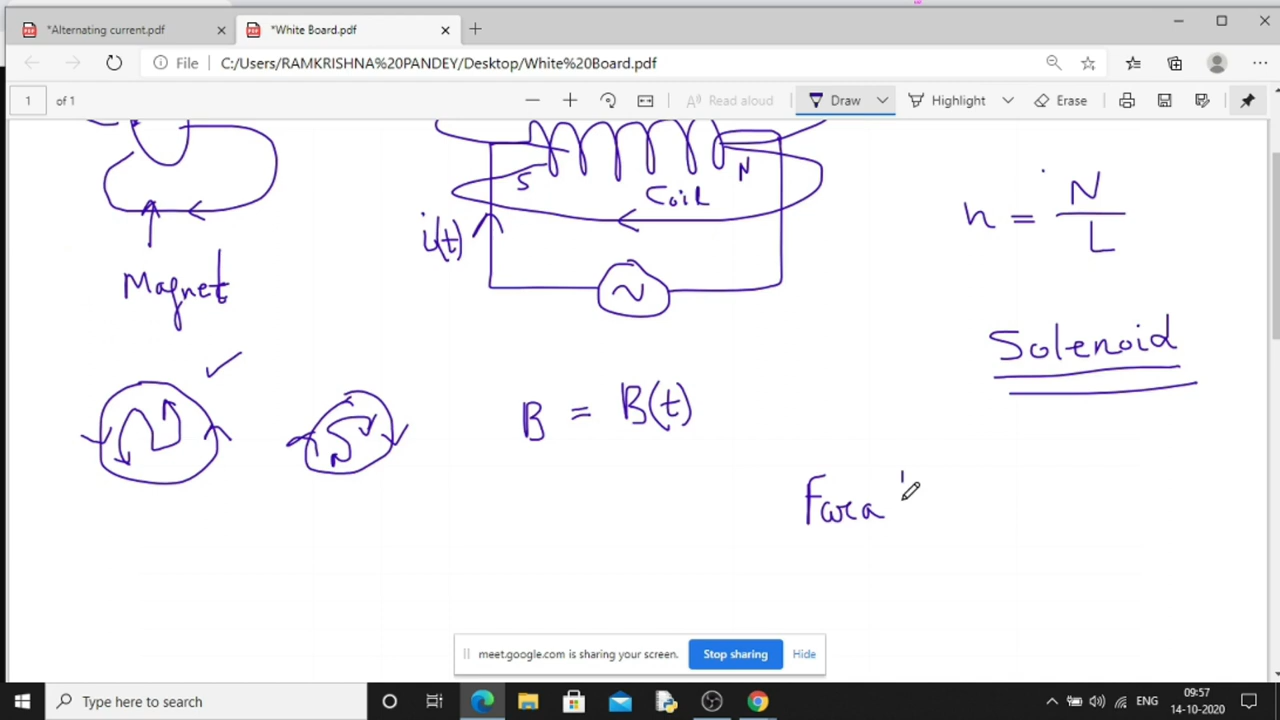 *Alternating current.pdf
*White Board.pdf
File
C:/Users/RAMKRISHNA%20PANDEY/Desktop/White%20Board.pdf
1 of 1
Read aloud
Draw
Highlight
Erase
S
N
Coil
i(t)
Magnet
n = N
L
Solenoid
N
S
B = B(t)
Fara
meet.google.com is sharing your screen.
Stop sharing
Hide
Type here to search
ENG
09:57
14-10-2020